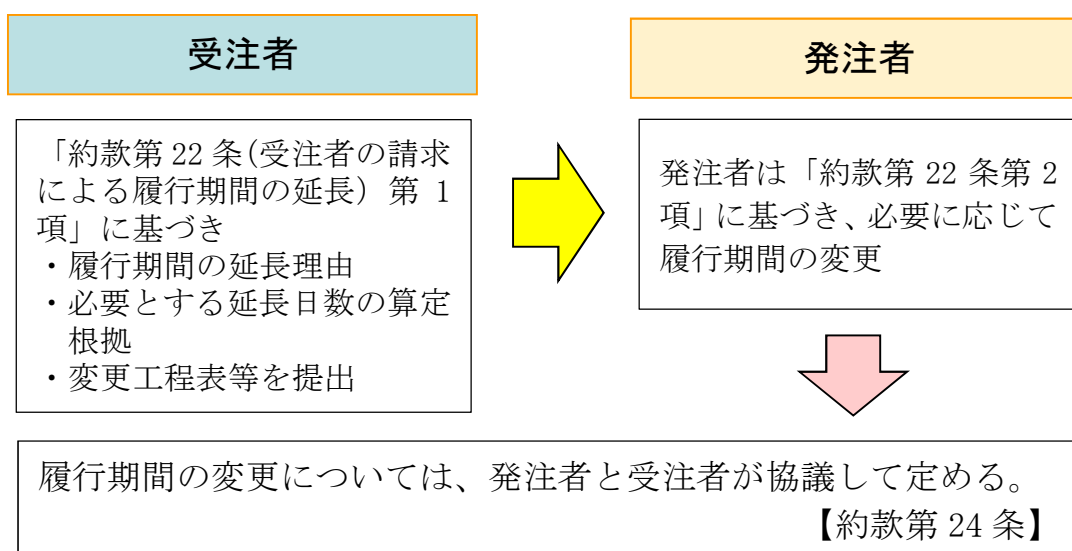 受注者
「約款第 22 条(受注者の請求
による履行期間の延長) 第 1
項」に基づき
・履行期間の延長理由
・必要とする延長日数の算定
根拠
・変更工程表等を提出
発注者
発注者は「約款第 22 条第 2
項」に基づき、必要に応じて
履行期間の変更
履行期間の変更については、発注者と受注者が協議して定める。
【約款第 24 条】